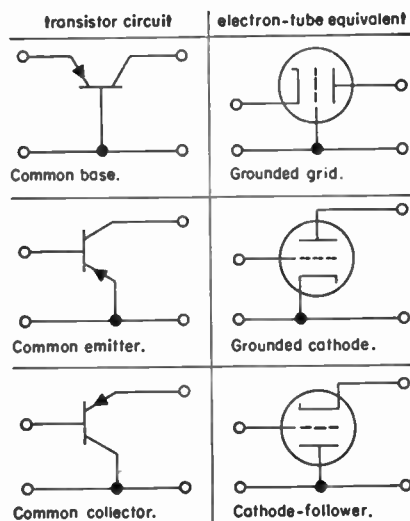 transistor circuit
electron-tube equivalent
Common base.
Grounded grid.
Common emitter.
Grounded cathode.
Common collector.
Cathode-follower.